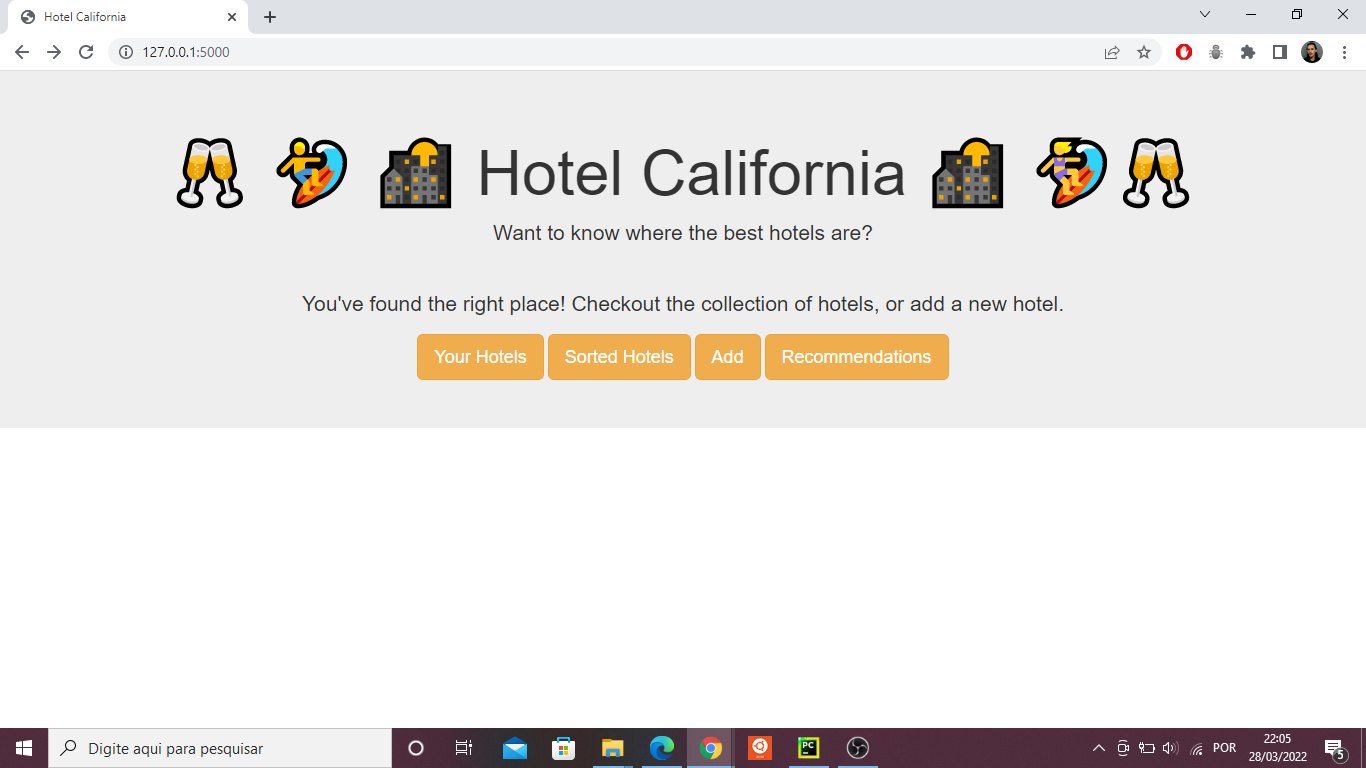 Hotel California
127.0.0.1:5000
Hotel California
Want to know where the best hotels are?
You've found the right place! Checkout the collection of hotels, or add a new hotel.
Your Hotels Sorted Hotels Add Recommendations
Digite aqui para pesquisar
PC
POR
22:05
28/03/2022
5